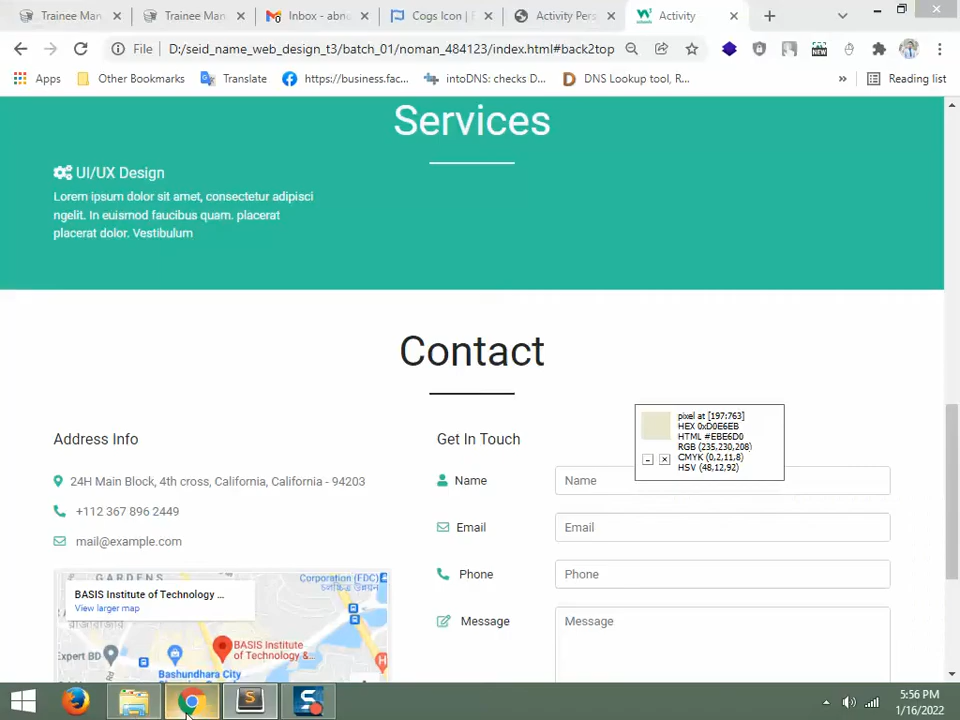 Trainee Man
Trainee Man
Inbox - abnc
Cogs Icon | F
Activity Pers
Activity
File
D:/seid_name_web_design_t3/batch_01/noman_484123/index.html#back2top
NEW
Apps
Other Bookmarks
Translate
https://business.fac...
intoDNS: checks D...
DNS Lookup tool, R...
»
Reading list
Services
UI/UX Design
Lorem ipsum dolor sit amet, consectetur adipisci
ngelit. In euismod faucibus quam. placerat
placerat dolor. Vestibulum
Contact
pixel at [197:763]
HEX 0xD0E6EB
HTML #EBE6D0
RGB (235,230,208)
CMYK (0,2,11,8)
HSV (48,12,92)
Address Info
Get In Touch
24H Main Block, 4th cross, California, California - 94203
Name
Name
+112 367 896 2449
Email
Email
mail@example.com
Phone
Phone
GARDENS
Corporation (FDC)
BASIS Institute of Technology ...
View larger map
Message
Message
BASIS Institute
of Technology &..
Expert BD
Bashundhara City
5:56 PM
1/16/2022